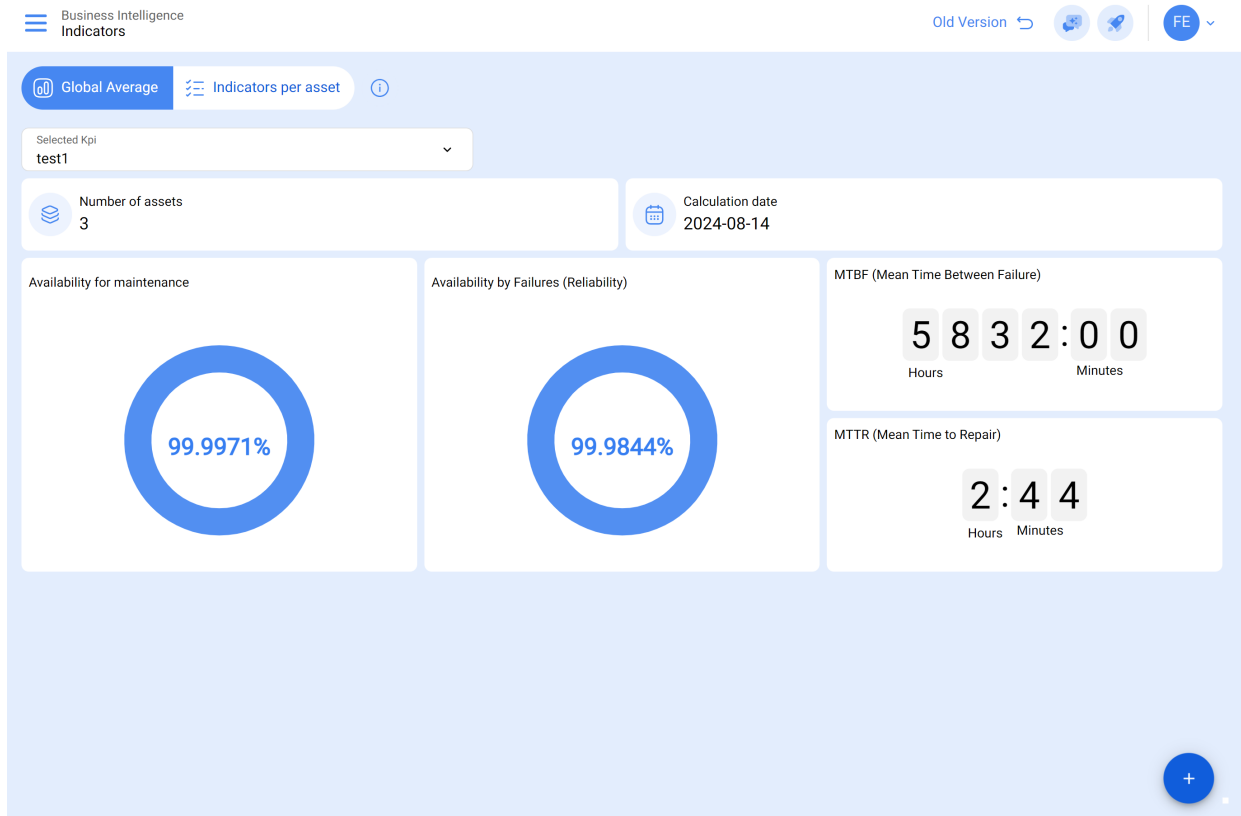 Business Intelligence
Indicators
Old Version
FE
Global Average
Indicators per asset
Selected Kpi
test1
Number of assets
3
Calculation date
2024-08-14
Availability for maintenance
99.9971%
Availability by Failures (Reliability)
99.9844%
MTBF (Mean Time Between Failure)
5832:00
Hours Minutes
MTTR (Mean Time to Repair)
2:44
Hours Minutes
+